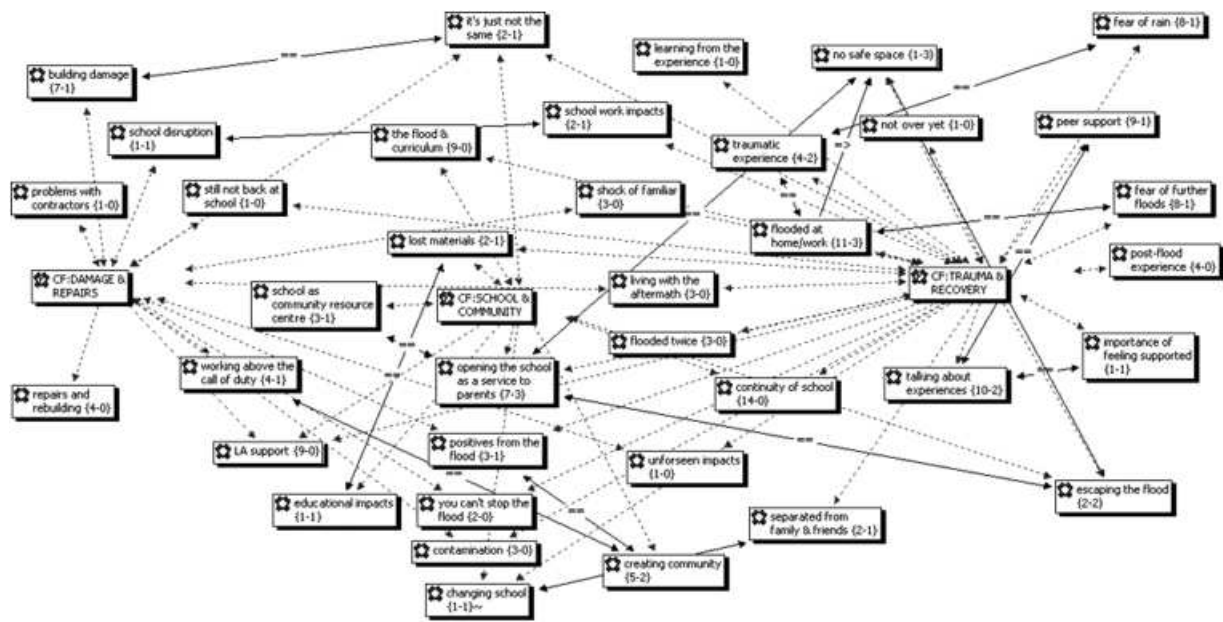 it's just not the
same {2-1}
fear of rain {8-1}
learning from the
experience {1-0}
no safe space {1-3}
==
building damage
{7-1}
==
school work impacts
{2-1}
school disruption
{1-1}
==
the flood &
curriculum {9-0}
not over yet {1-0}
peer support {9-1}
traumatic
experience {4-2}
=>
problems with
contractors {1-0}
still not back at
school {1-0}
shock of familiar
{3-0}
==
fear of further
floods {8-1}
==
flooded at
home/work {11-3}
==
lost materials {2-1}
==
post-flood
experience {4-0}
CF:DAMAGE &
REPAIRS
school as
community resource
centre {3-1}
CF:SCHOOL &
COMMUNITY
living with the
aftermath {3-0}
CF:TRAUMA &
RECOVERY
==
flooded twice {3-0}
importance of
feeling supported
{1-1}
working above the
call of duty {4-1}
==
opening the school
as a service to
parents {7-3}
continuity of school
{14-0}
talking about
experiences {10-2}
==
repairs and
rebuilding {4-0}
LA support {9-0}
positives from the
flood {3-1}
==
==
unforseen impacts
{1-0}
educational impacts
{1-1}
you can't stop the
flood {2-0}
escaping the flood
{2-2}
separated from
family & friends {2-1}
contamination {3-0}
creating community
{5-2}
==
changing school
{1-1}~